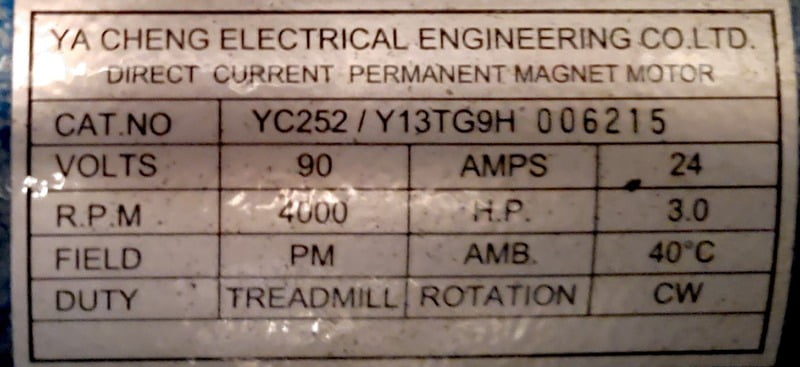 YA CHENG ELECTRICAL ENGINEERING CO.LTD.
DIRECT CURRENT PERMANENT MAGNET MOTOR
CAT.NO YC252 / Y13TG9H 006215
VOLTS 90 AMPS 24
R.P.M 4000 H.P. 3.0
FIELD PM AMB. 40°C
DUTY TREADMILL ROTATION CW